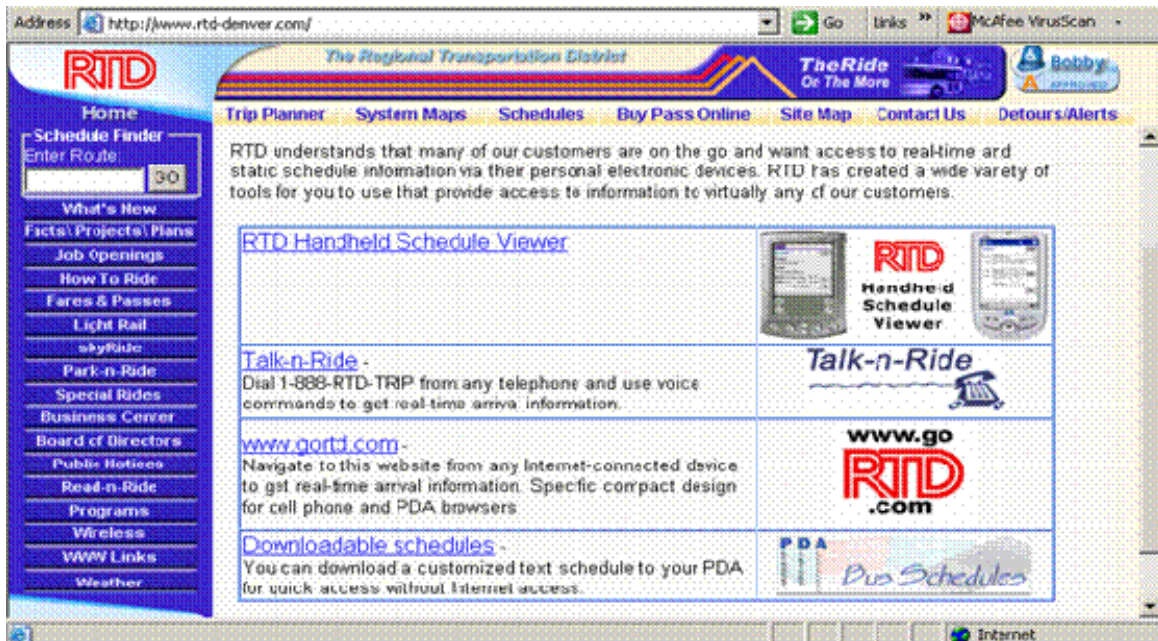 Address http://www.rtd-denver.com/ Go Links » McAfee VirusScan
RTD
The Regional Transportation District
TheRide
Of The More
Bobby
APPROVED
Home
Trip Planner System Maps Schedules Buy Pass Online Site Map Contact Us Detours/Alerts
Schedule Finder
Enter Route
GO
What's New
Facts\Projects\Plans
Job Openings
How To Ride
Fares & Passes
Light Rail
skyRide
Park-n-Ride
Special Rides
Business Center
Board of Directors
Public Notices
Read-n-Ride
Programs
Wireless
WWW Links
Weather
RTD understands that many of our customers are on the go and want access to real-time and
static schedule information via their personal electronic devices. RTD has created a wide variety of
tools for you to use that provide access to information to virtually any of our customers.
RTD Handheld Schedule Viewer
RTD
Handheld
Schedule
Viewer
Talk-n-Ride -
Dial 1-888-RTD-TRIP from any telephone and use voice
commands to get real-time arrival information.
Talk-n-Ride
www.gortd.com -
Navigate to this website from any Internet-connected device
to get real-time arrival information. Specific compact design
for cell phone and PDA browsers
www.go
RTD
.com
Downloadable schedules -
You can download a customized text schedule to your PDA
for quick access without Internet access.
PDA
Bus Schedules
Internet